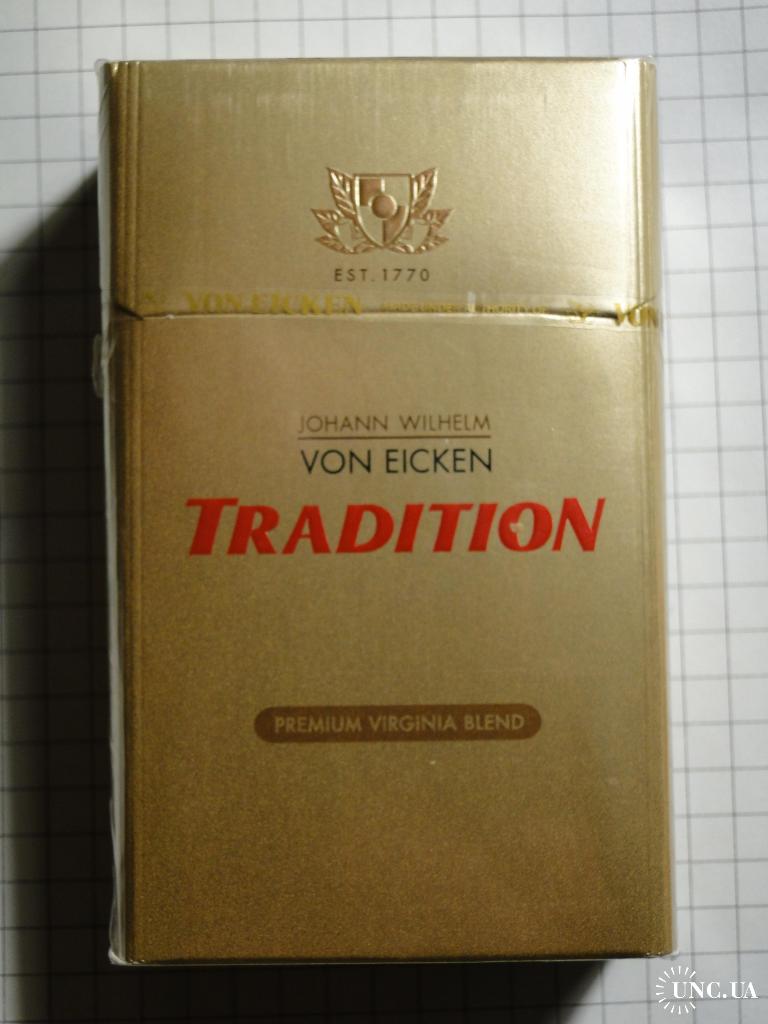 EST. 1770
VON EICKEN
VON
JOHANN WILHELM
VON EICKEN
TRADITION
PREMIUM VIRGINIA BLEND
UNC.UA